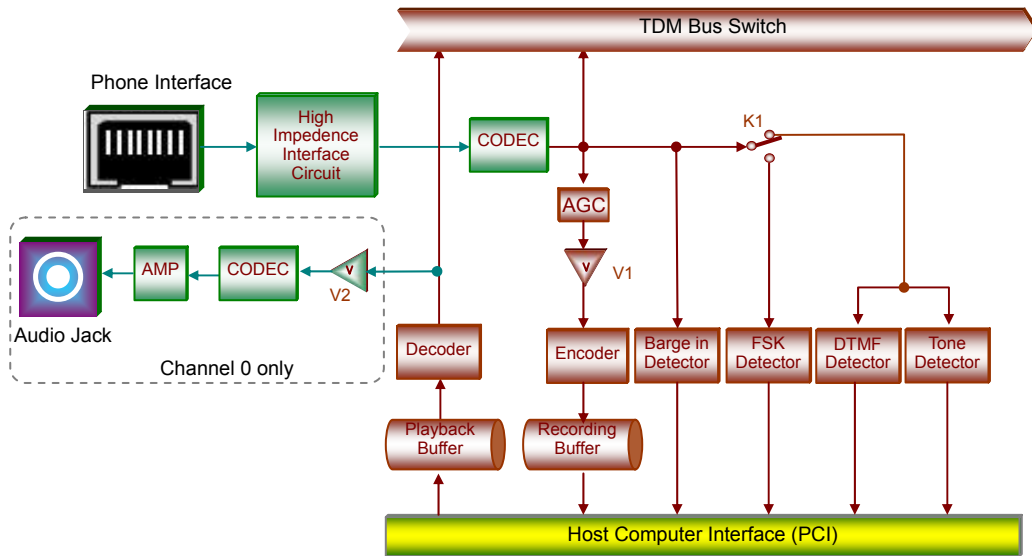 TDM Bus Switch
Phone Interface
High
Impedence
Interface
Circuit
CODEC
K1
AGC
V
V1
AMP
CODEC
V
V2
Audio Jack
Channel 0 only
Decoder
Encoder
Barge in
Detector
FSK
Detector
DTMF
Detector
Tone
Detector
Playback
Buffer
Recording
Buffer
Host Computer Interface (PCI)